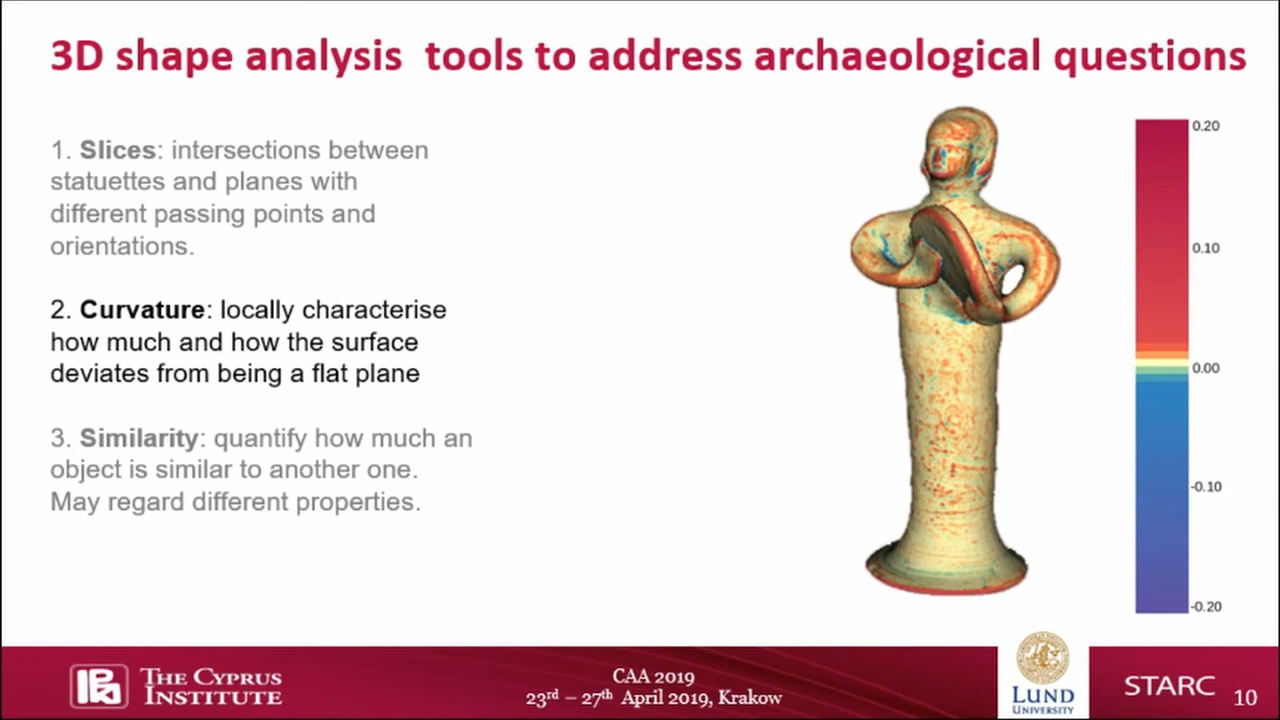 3D shape analysis tools to address archaeological questions
1. Slices: intersections between
statuettes and planes with
different passing points and
orientations.
2. Curvature: locally characterise
how much and how the surface
deviates from being a flat plane
3. Similarity: quantify how much an
object is similar to another one.
May regard different properties.
0.20
0.10
0.00
-0.10
-0.20
THE CYPRUS
INSTITUTE
CAA 2019
23rd – 27th April 2019, Krakow
LUND
UNIVERSITY
STARC
10